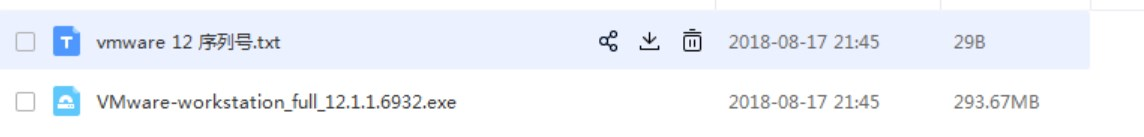 vmware 12 序列号.txt 2018-08-17 21:45 29B
VMware-workstation_full_12.1.1.6932.exe 2018-08-17 21:45 293.67MB